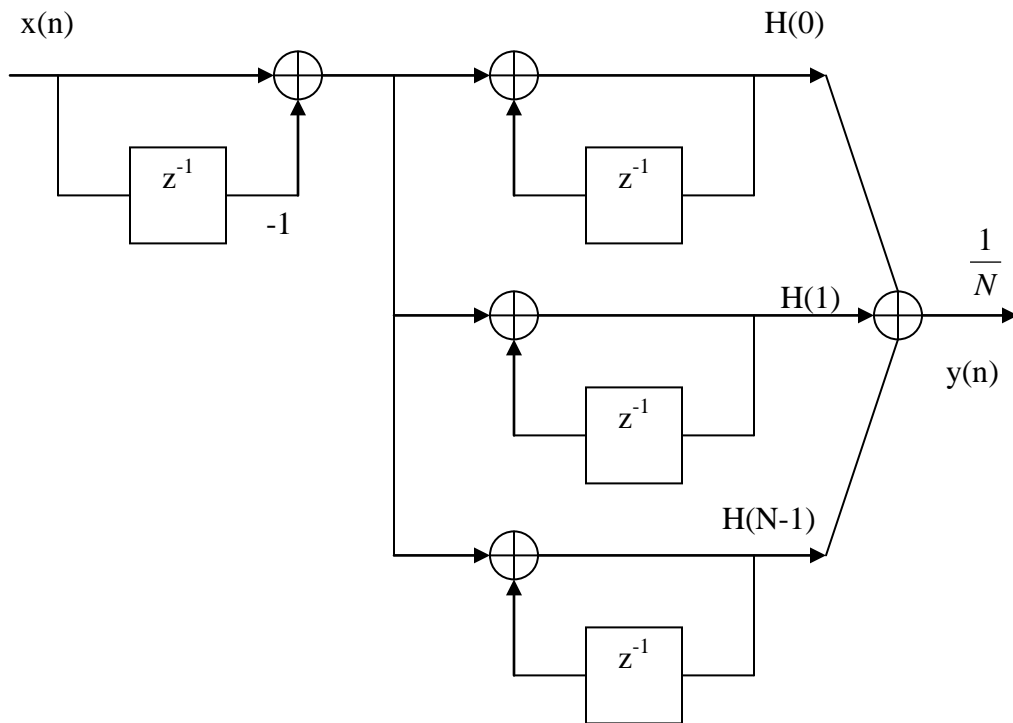 x(n)
H(0)
z⁻¹
z⁻¹
-1
H(1)
1
N
z⁻¹
y(n)
H(N-1)
z⁻¹